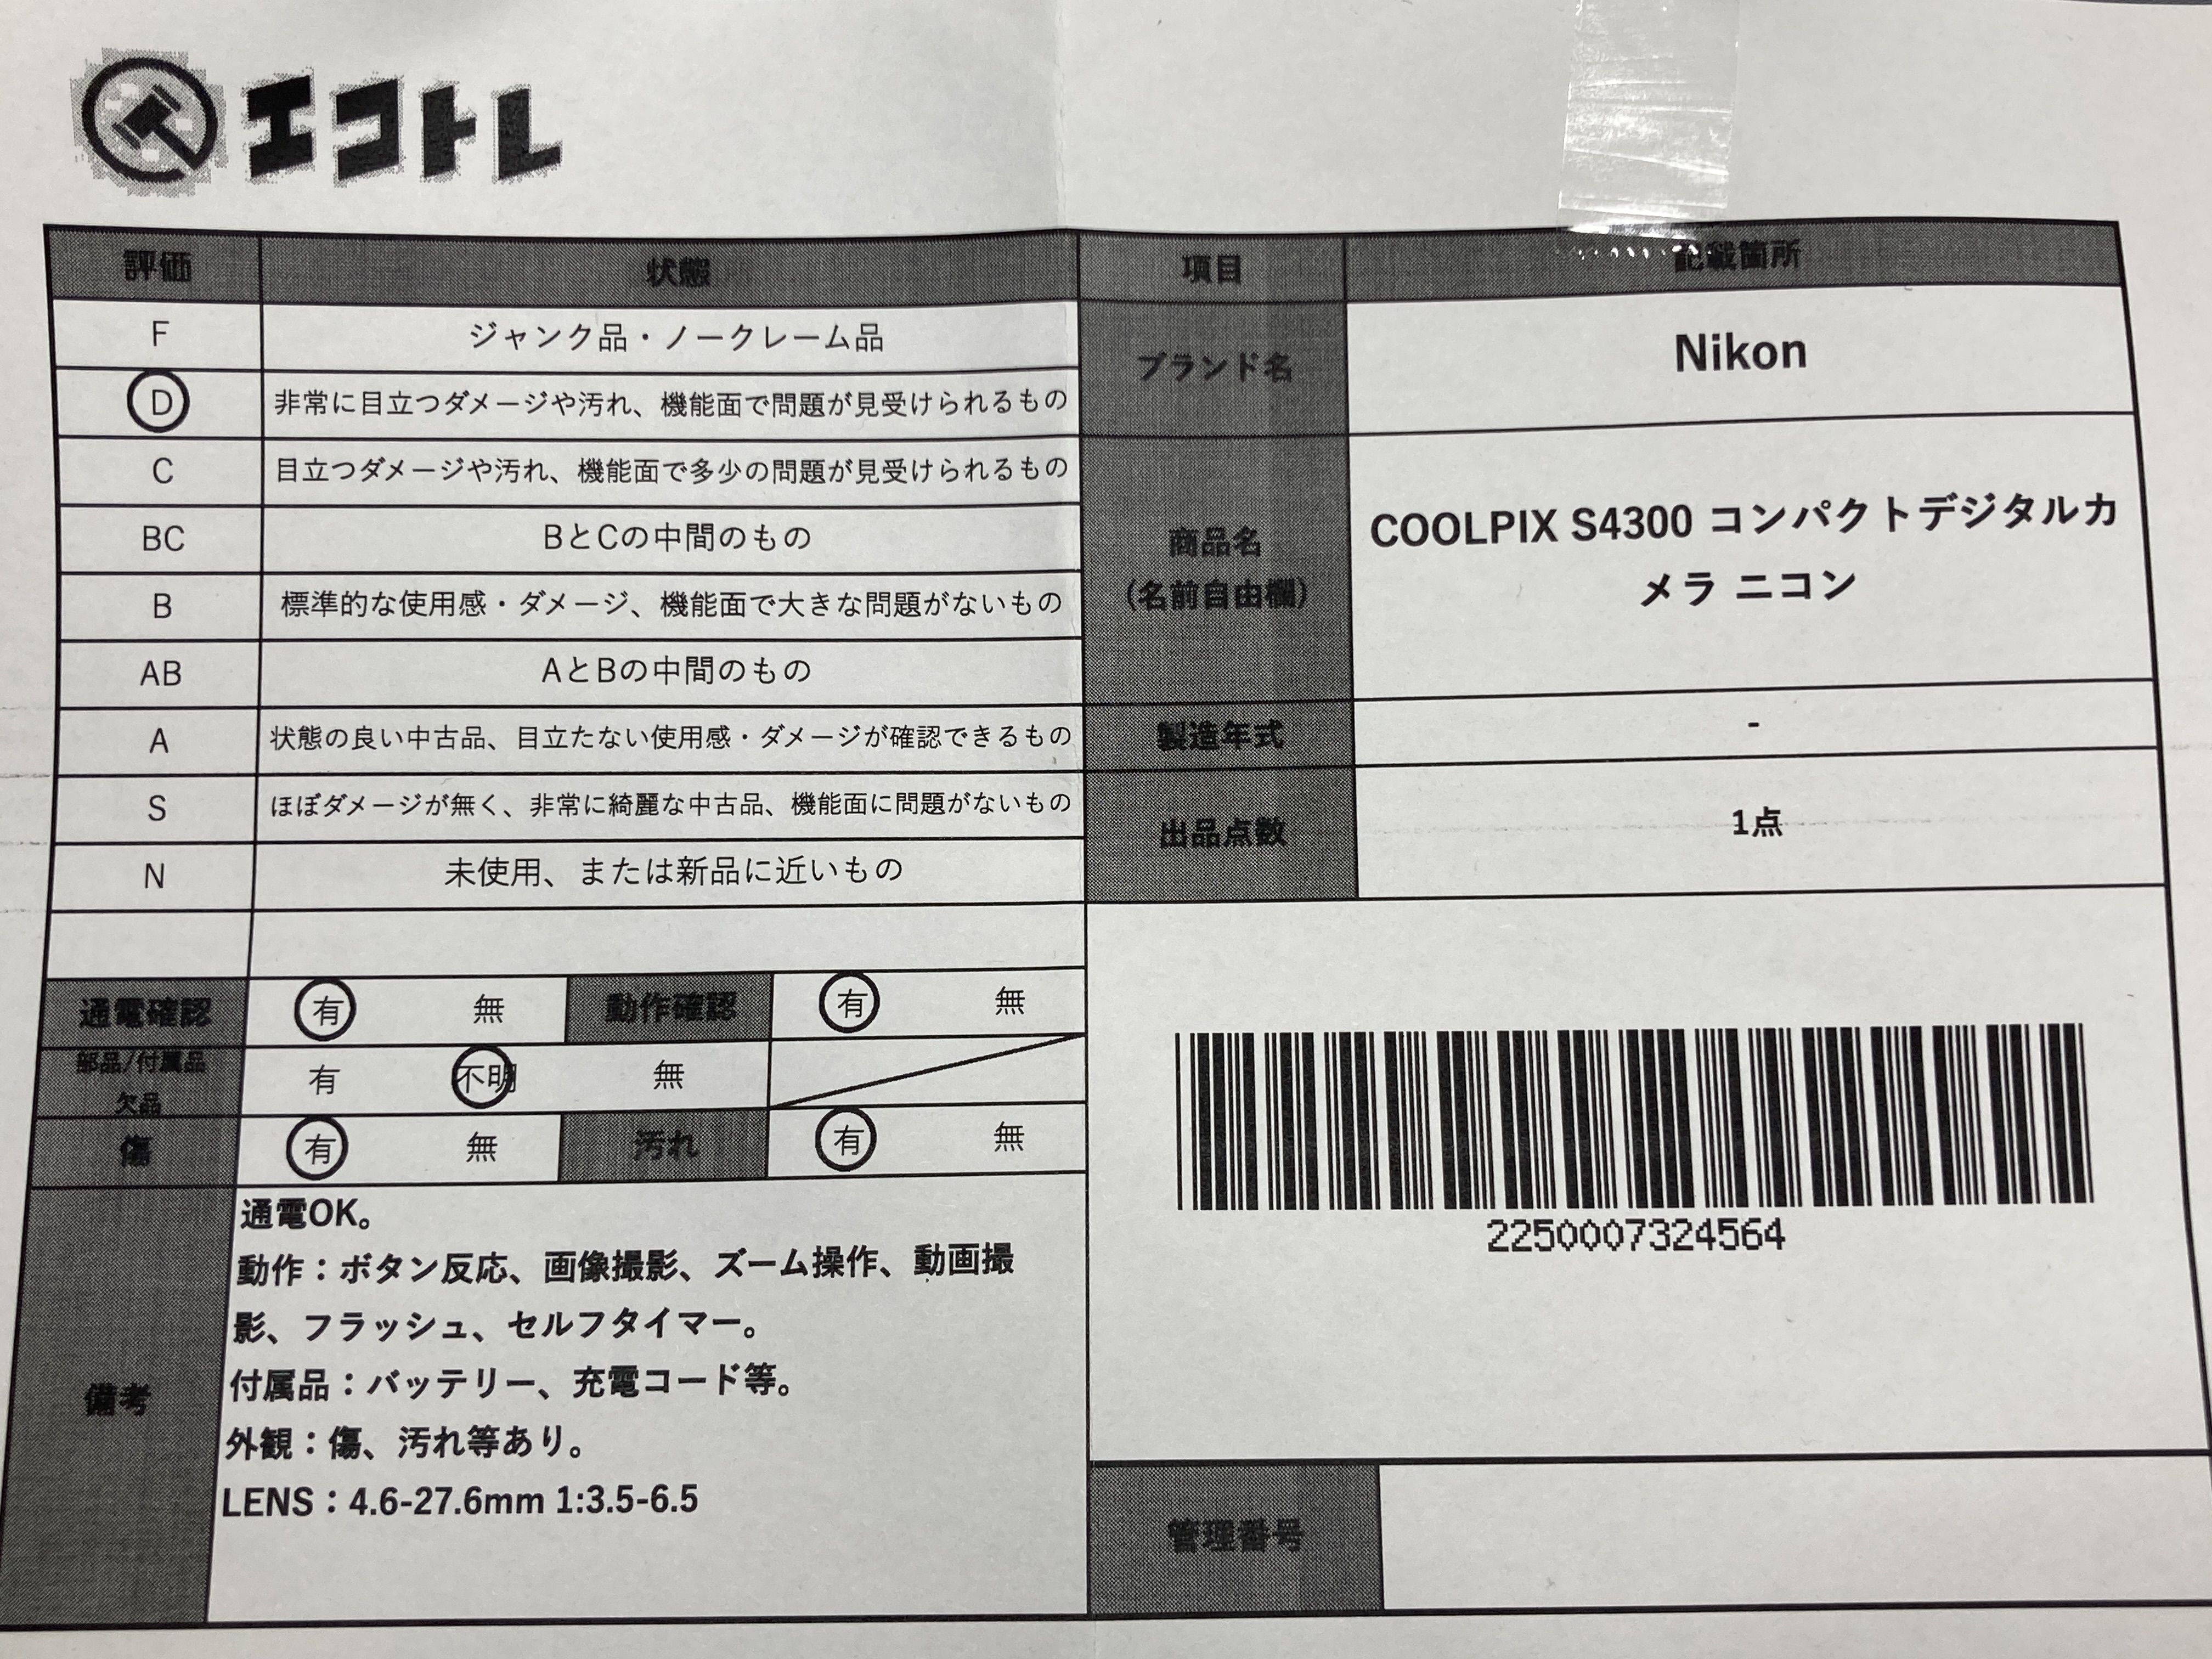 エコトレ
評価 状態
F ジャンク品・ノークレーム品
D 非常に目立つダメージや汚れ、機能面で問題が見受けられるもの
C 目立つダメージや汚れ、機能面で多少の問題が見受けられるもの
BC BとCの中間のもの
B 標準的な使用感・ダメージ、機能面で大きな問題がないもの
AB AとBの中間のもの
A 状態の良い中古品、目立たない使用感・ダメージが確認できるもの
S ほぼダメージが無く、非常に綺麗な中古品、機能面に問題がないもの
N 未使用、または新品に近いもの
通電確認 有 無 動作確認 有 無
部品/付属品
欠品
有 不明 無
傷 有 無 汚れ 有 無
備考
通電OK。
動作：ボタン反応、画像撮影、ズーム操作、動画撮
影、フラッシュ、セルフタイマー。
付属品：バッテリー、充電コード等。
外観：傷、汚れ等あり。
LENS：4.6-27.6mm 1:3.5-6.5
項目 記載箇所
ブランド名 Nikon
商品名
(名前自由欄)
COOLPIX S4300 コンパクトデジタルカ
メラ ニコン
製造年式 -
出品点数 1点
2250007324564
管理番号